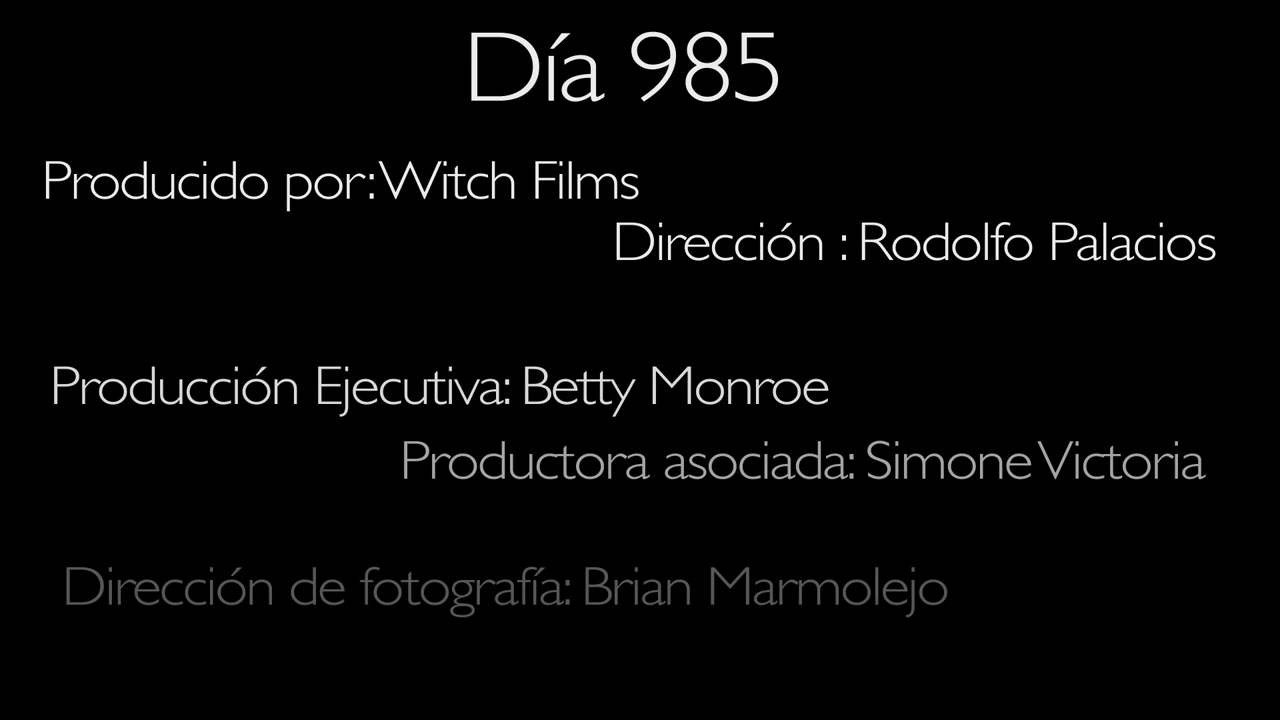 Día 985
Producido por: Witch Films
Dirección : Rodolfo Palacios
Producción Ejecutiva: Betty Monroe
Productora asociada: Simone Victoria
Dirección de fotografía: Brian Marmolejo